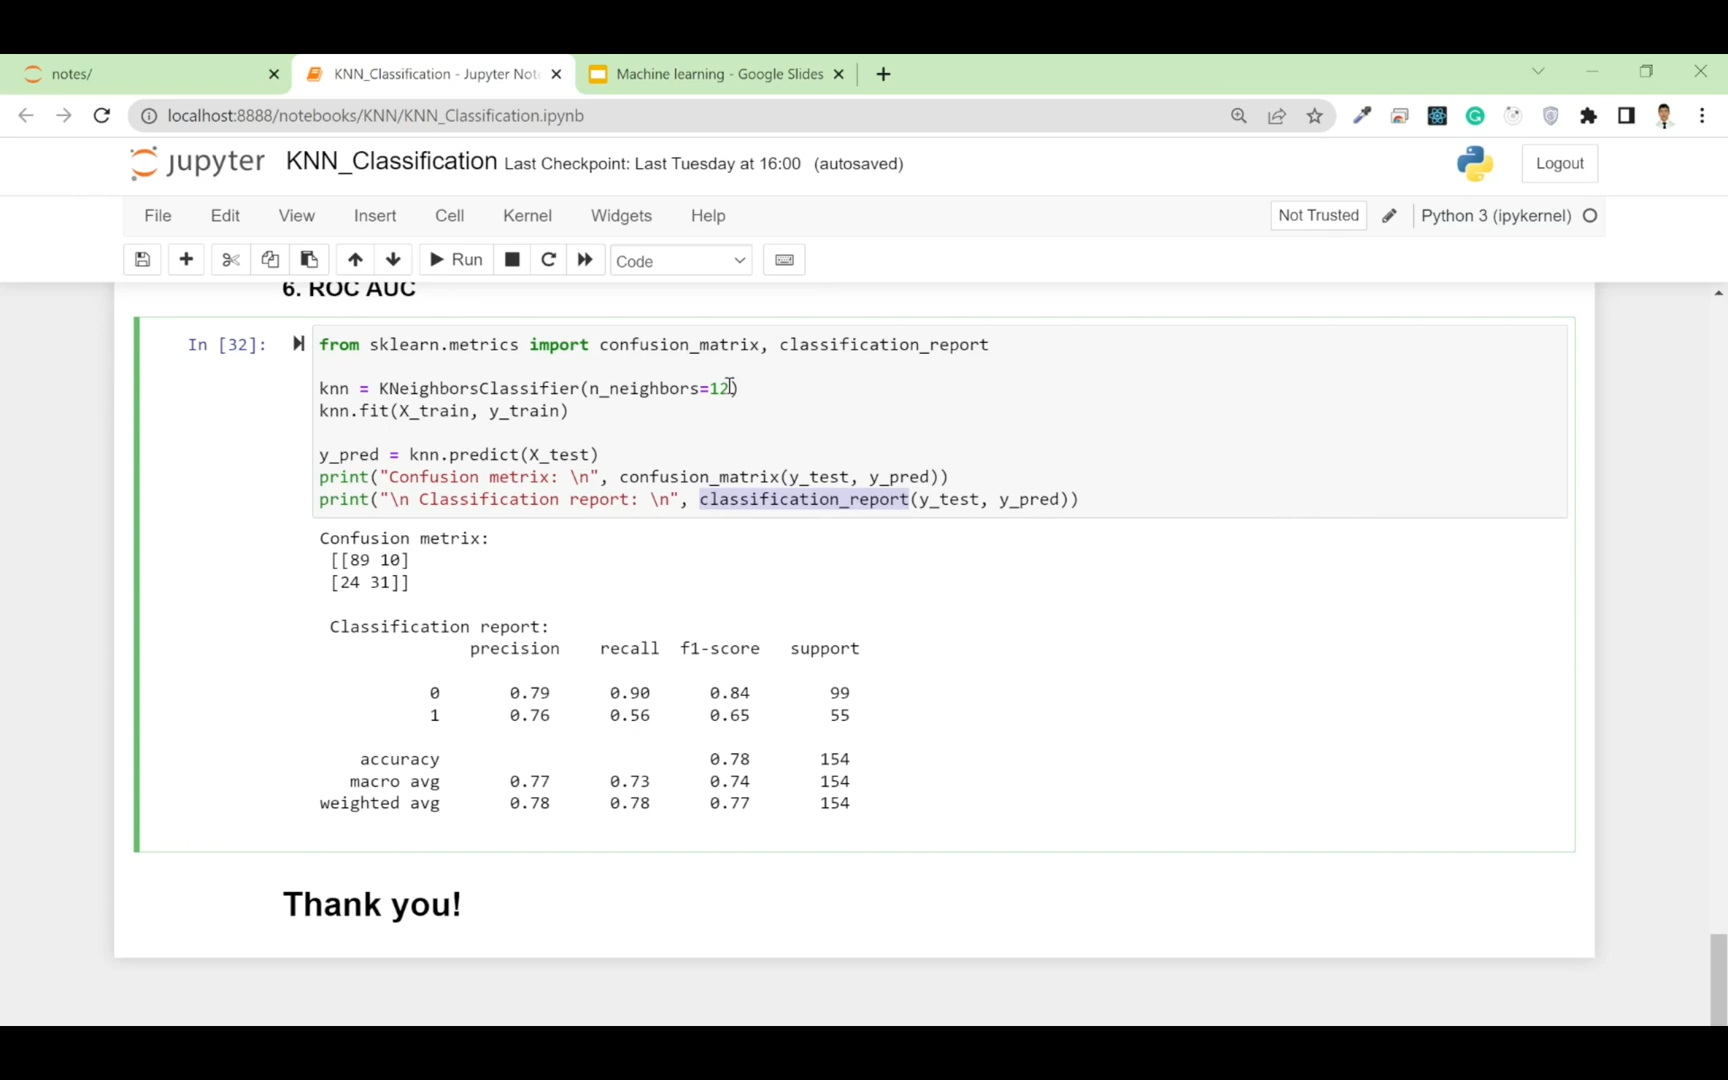 notes/
KNN_Classification - Jupyter Not
Machine learning - Google Slides
localhost:8888/notebooks/KNN/KNN_Classification.ipynb
jupyter KNN_Classification Last Checkpoint: Last Tuesday at 16:00 (autosaved)
Logout
File Edit View Insert Cell Kernel Widgets Help
Not Trusted
Python 3 (ipykernel)
Run
Code
6. ROC AUC
In [32]:
from sklearn.metrics import confusion_matrix, classification_report
knn = KNeighborsClassifier(n_neighbors=12)
knn.fit(X_train, y_train)
y_pred = knn.predict(X_test)
print("Confusion metrix: \n", confusion_matrix(y_test, y_pred))
print("\n Classification report: \n", classification_report(y_test, y_pred))
Confusion metrix:
[[89 10]
[24 31]]
Classification report:
precision recall f1-score support
0 0.79 0.90 0.84 99
1 0.76 0.56 0.65 55
accuracy 0.78 154
macro avg 0.77 0.73 0.74 154
weighted avg 0.78 0.78 0.77 154
Thank you!